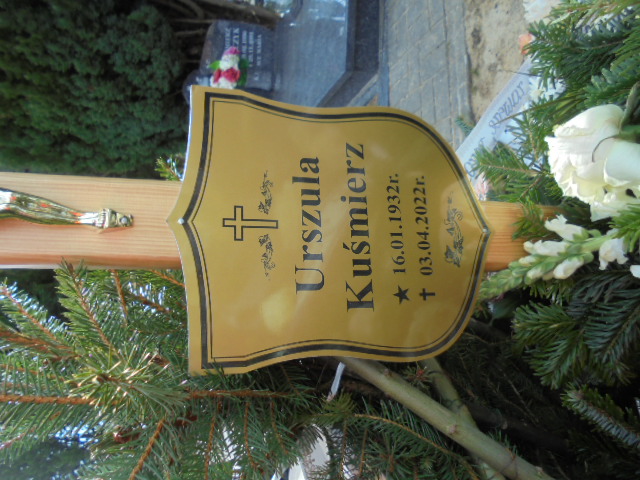 Urszula
Kuśmierz
★ 16.01.1932r.
✝ 03.04.2022r.